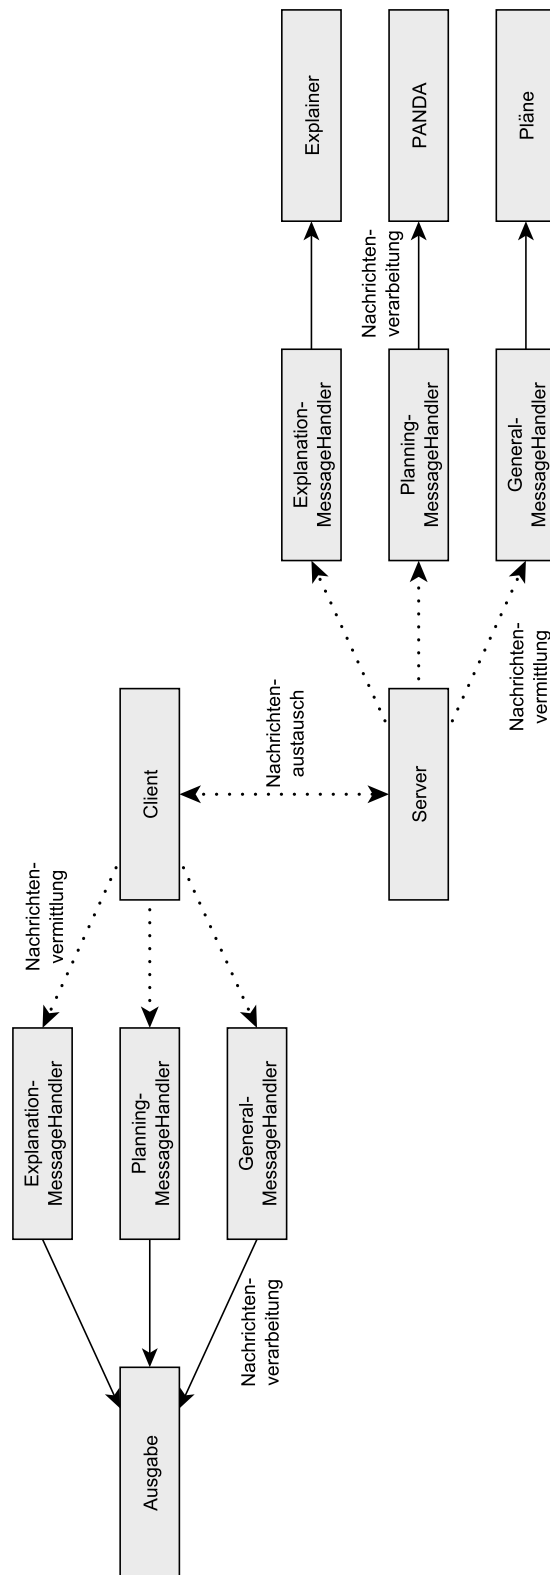 Ausgabe
Explanation-
MessageHandler
Planning-
MessageHandler
General-
MessageHandler
Nachrichten-
verarbeitung
Nachrichten-
vermittlung
Client
Nachrichten-
austausch
Server
Nachrichten-
vermittlung
Explanation-
MessageHandler
Planning-
MessageHandler
General-
MessageHandler
Nachrichten-
verarbeitung
Explainer
PANDA
Pläne